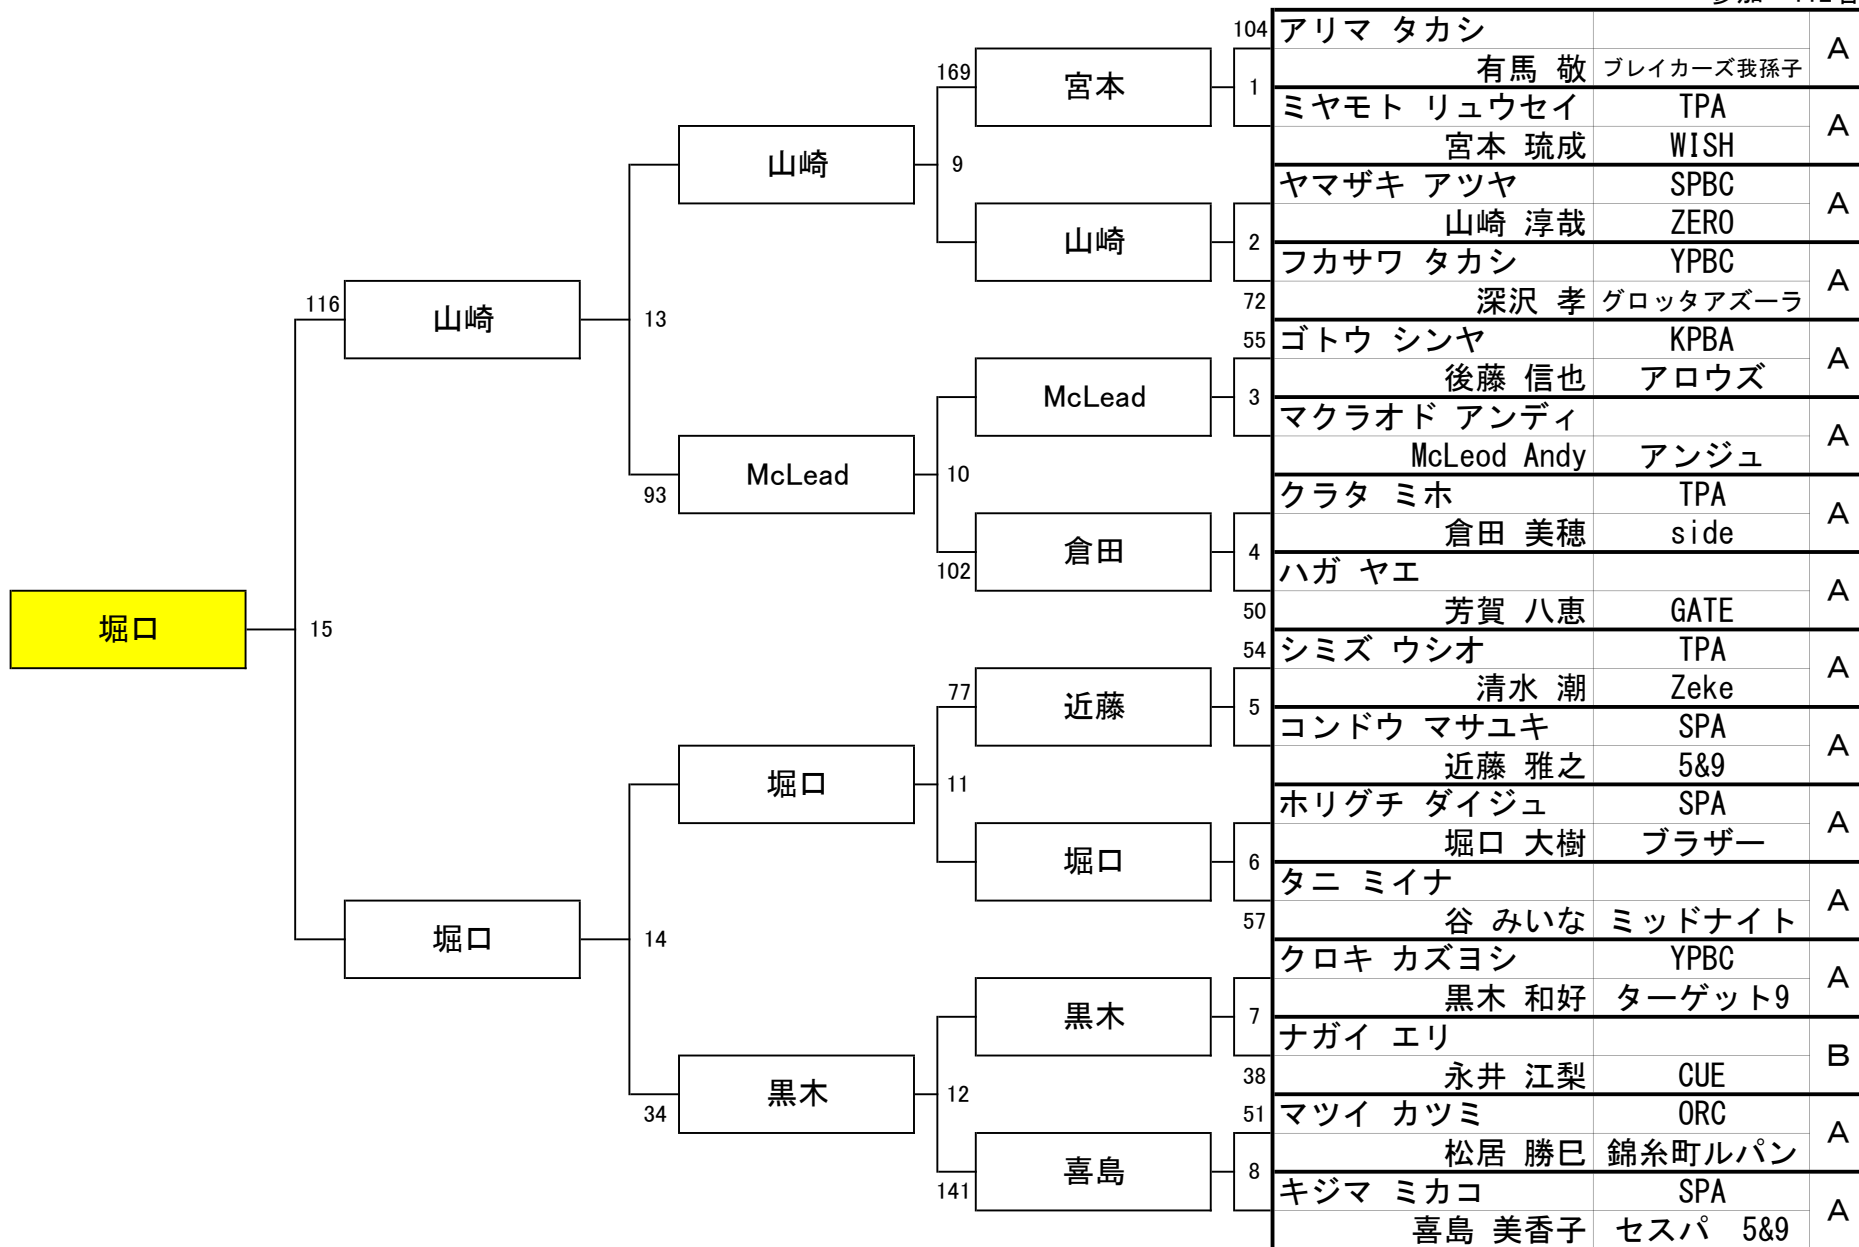 104 アリマ タカシ A
有馬 敬 ブレイカーズ我孫子
169 宮本 1
ミヤモト リュウセイ TPA A
宮本 琉成 WISH
山崎 9
ヤマザキ アツヤ SPBC A
山崎 淳哉 ZERO
山崎 2
フカサワ タカシ YPBC A
72 深沢 孝 グロッタアズーラ
116 山崎 13
55 ゴトウ シンヤ KPBA A
後藤 信也 アロウズ
McLead 3
マクラオド アンディ A
McLeod Andy アンジュ
93 McLead 10
クラタ ミホ TPA A
倉田 美穂 side
102 倉田 4
ハガ ヤエ A
50 芳賀 八恵 GATE
堀口 15
54 シミズ ウシオ TPA A
清水 潮 Zeke
77 近藤 5
コンドウ マサユキ SPA A
近藤 雅之 5&9
堀口 11
ホリグチ ダイジュ SPA A
堀口 大樹 ブラザー
堀口 6
タニ ミイナ A
57 谷 みいな ミッドナイト
堀口 14
クロキ カズヨシ YPBC A
黒木 和好 ターゲット9
黒木 7
ナガイ エリ B
38 永井 江梨 CUE
34 黒木 12
51 マツイ カツミ ORC A
松居 勝巳 錦糸町ルパン
141 喜島 8
キジマ ミカコ SPA A
喜島 美香子 セスパ 5&9